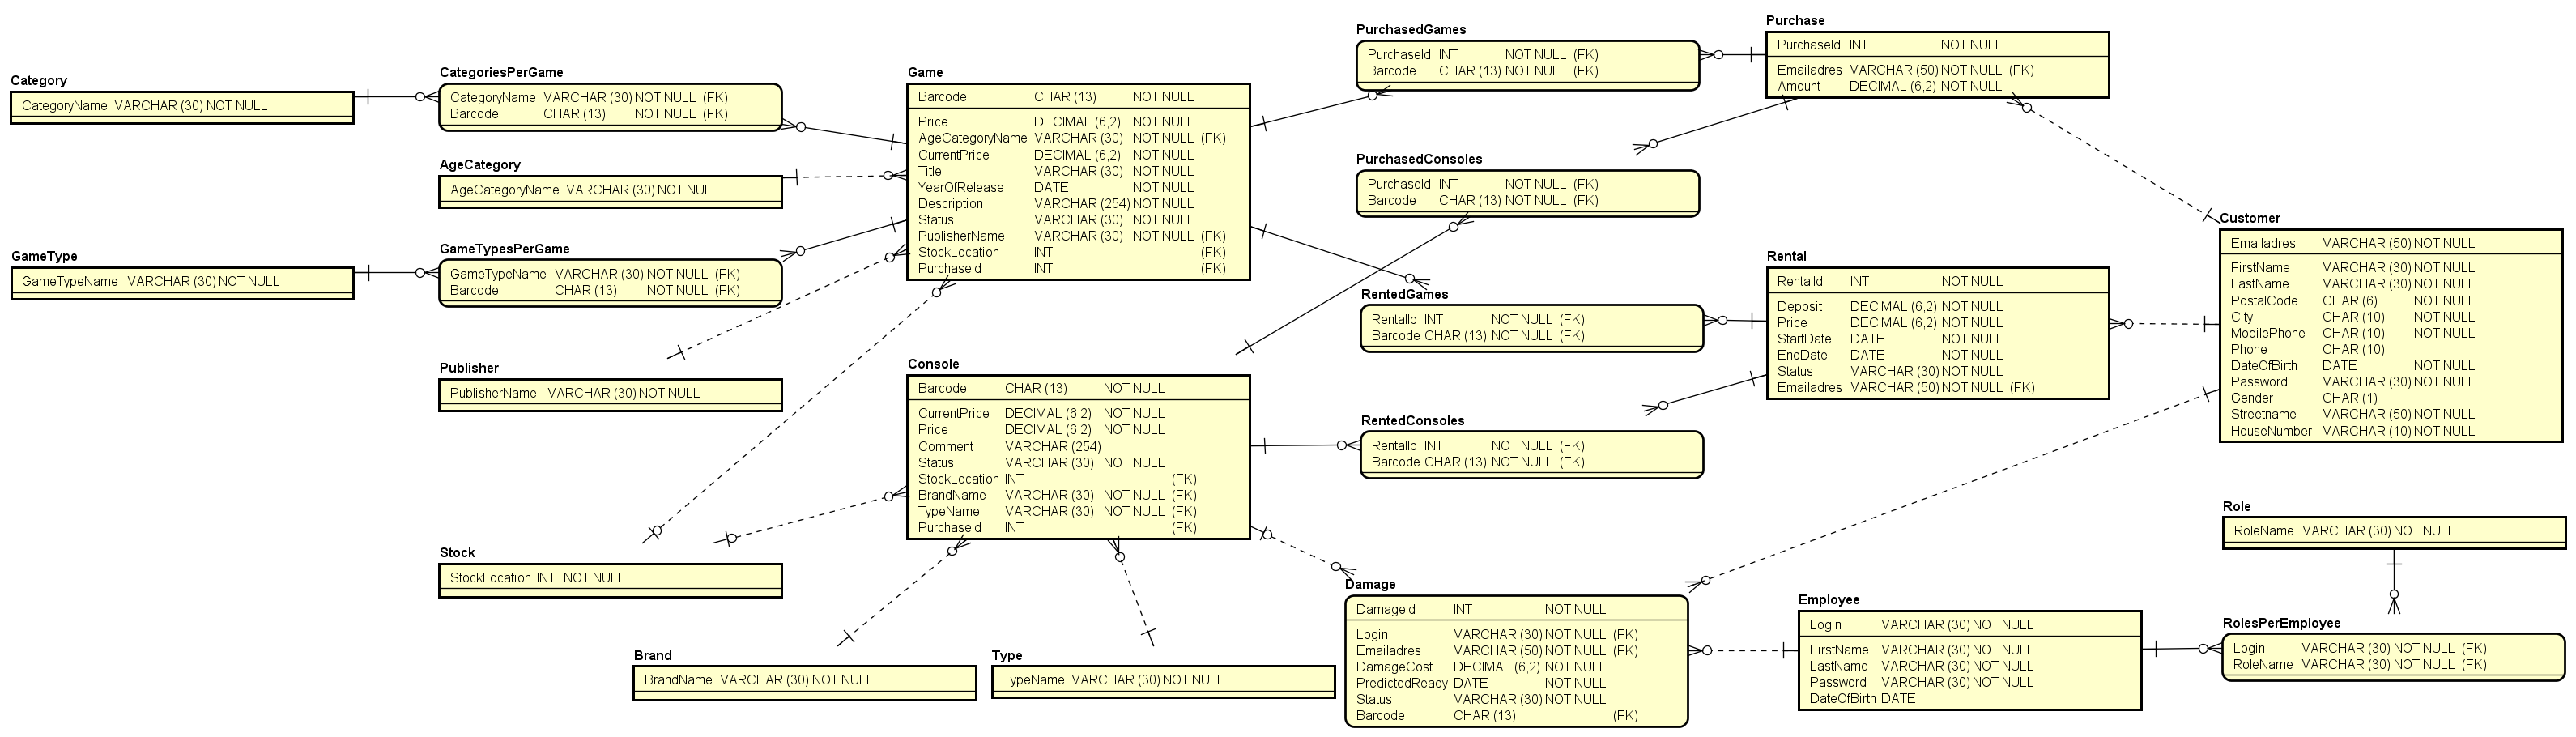 Category
CategoryName VARCHAR (30) NOT NULL
CategoriesPerGame
CategoryName VARCHAR (30) NOT NULL (FK)
Barcode CHAR (13) NOT NULL (FK)
AgeCategory
AgeCategoryName VARCHAR (30) NOT NULL
GameType
GameTypeName VARCHAR (30) NOT NULL
GameTypesPerGame
GameTypeName VARCHAR (30) NOT NULL (FK)
Barcode CHAR (13) NOT NULL (FK)
Publisher
PublisherName VARCHAR (30) NOT NULL
Stock
StockLocation INT NOT NULL
Brand
BrandName VARCHAR (30) NOT NULL
Type
TypeName VARCHAR (30) NOT NULL
Game
Barcode CHAR (13) NOT NULL
Price DECIMAL (6,2) NOT NULL
AgeCategoryName VARCHAR (30) NOT NULL (FK)
CurrentPrice DECIMAL (6,2) NOT NULL
Title VARCHAR (30) NOT NULL
YearOfRelease DATE NOT NULL
Description VARCHAR (254) NOT NULL
Status VARCHAR (30) NOT NULL
PublisherName VARCHAR (30) NOT NULL (FK)
StockLocation INT (FK)
PurchaseId INT (FK)
Console
Barcode CHAR (13) NOT NULL
CurrentPrice DECIMAL (6,2) NOT NULL
Price DECIMAL (6,2) NOT NULL
Comment VARCHAR (254)
Status VARCHAR (30) NOT NULL
StockLocation INT (FK)
BrandName VARCHAR (30) NOT NULL (FK)
TypeName VARCHAR (30) NOT NULL (FK)
PurchaseId INT (FK)
PurchasedGames
PurchaseId INT NOT NULL (FK)
Barcode CHAR (13) NOT NULL (FK)
PurchasedConsoles
PurchaseId INT NOT NULL (FK)
Barcode CHAR (13) NOT NULL (FK)
RentedGames
RentalId INT NOT NULL (FK)
Barcode CHAR (13) NOT NULL (FK)
RentedConsoles
RentalId INT NOT NULL (FK)
Barcode CHAR (13) NOT NULL (FK)
Damage
DamageId INT NOT NULL
Login VARCHAR (30) NOT NULL (FK)
Emailadres VARCHAR (50) NOT NULL (FK)
DamageCost DECIMAL (6,2) NOT NULL
PredictedReady DATE NOT NULL
Status VARCHAR (30) NOT NULL
Barcode CHAR (13) (FK)
Purchase
PurchaseId INT NOT NULL
Emailadres VARCHAR (50) NOT NULL (FK)
Amount DECIMAL (6,2) NOT NULL
Rental
RentalId INT NOT NULL
Deposit DECIMAL (6,2) NOT NULL
Price DECIMAL (6,2) NOT NULL
StartDate DATE NOT NULL
EndDate DATE NOT NULL
Status VARCHAR (30) NOT NULL
Emailadres VARCHAR (50) NOT NULL (FK)
Employee
Login VARCHAR (30) NOT NULL
FirstName VARCHAR (30) NOT NULL
LastName VARCHAR (30) NOT NULL
Password VARCHAR (30) NOT NULL
DateOfBirth DATE
Customer
Emailadres VARCHAR (50) NOT NULL
FirstName VARCHAR (30) NOT NULL
LastName VARCHAR (30) NOT NULL
PostalCode CHAR (6) NOT NULL
City CHAR (10) NOT NULL
MobilePhone CHAR (10) NOT NULL
Phone CHAR (10)
DateOfBirth DATE NOT NULL
Password VARCHAR (30) NOT NULL
Gender CHAR (1)
Streetname VARCHAR (50) NOT NULL
HouseNumber VARCHAR (10) NOT NULL
Role
RoleName VARCHAR (30) NOT NULL
RolesPerEmployee
Login VARCHAR (30) NOT NULL (FK)
RoleName VARCHAR (30) NOT NULL (FK)